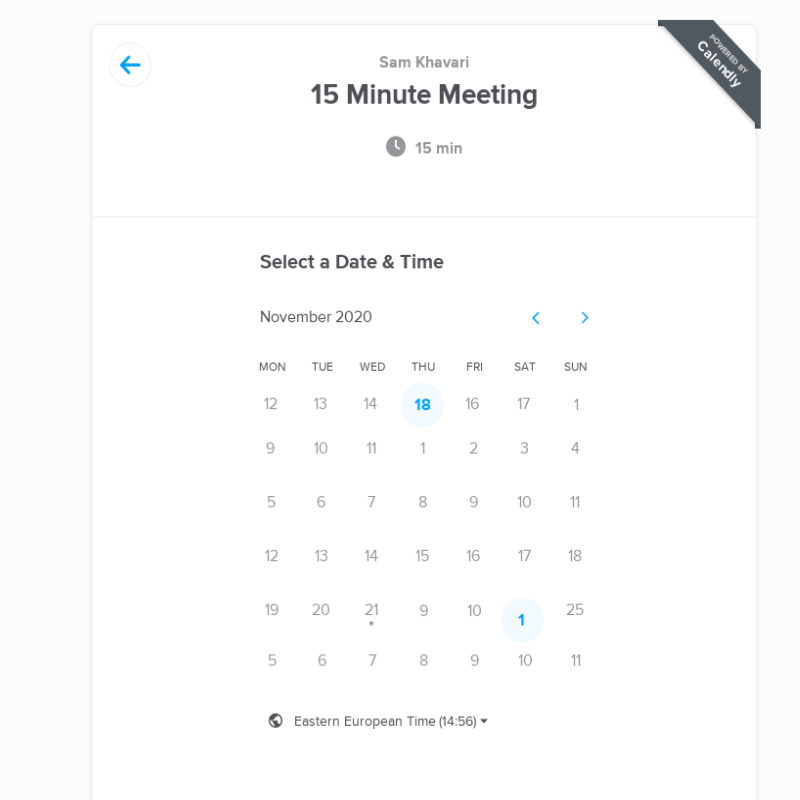 POWERED BY
Calendly
Sam Khavari
15 Minute Meeting
15 min
Select a Date & Time
November 2020
MON TUE WED THU FRI SAT SUN
12 13 14 18 16 17 1
9 10 11 1 2 3 4
5 6 7 8 9 10 11
12 13 14 15 16 17 18
19 20 21 9 10 1 25
5 6 7 8 9 10 11
Eastern European Time (14:56)